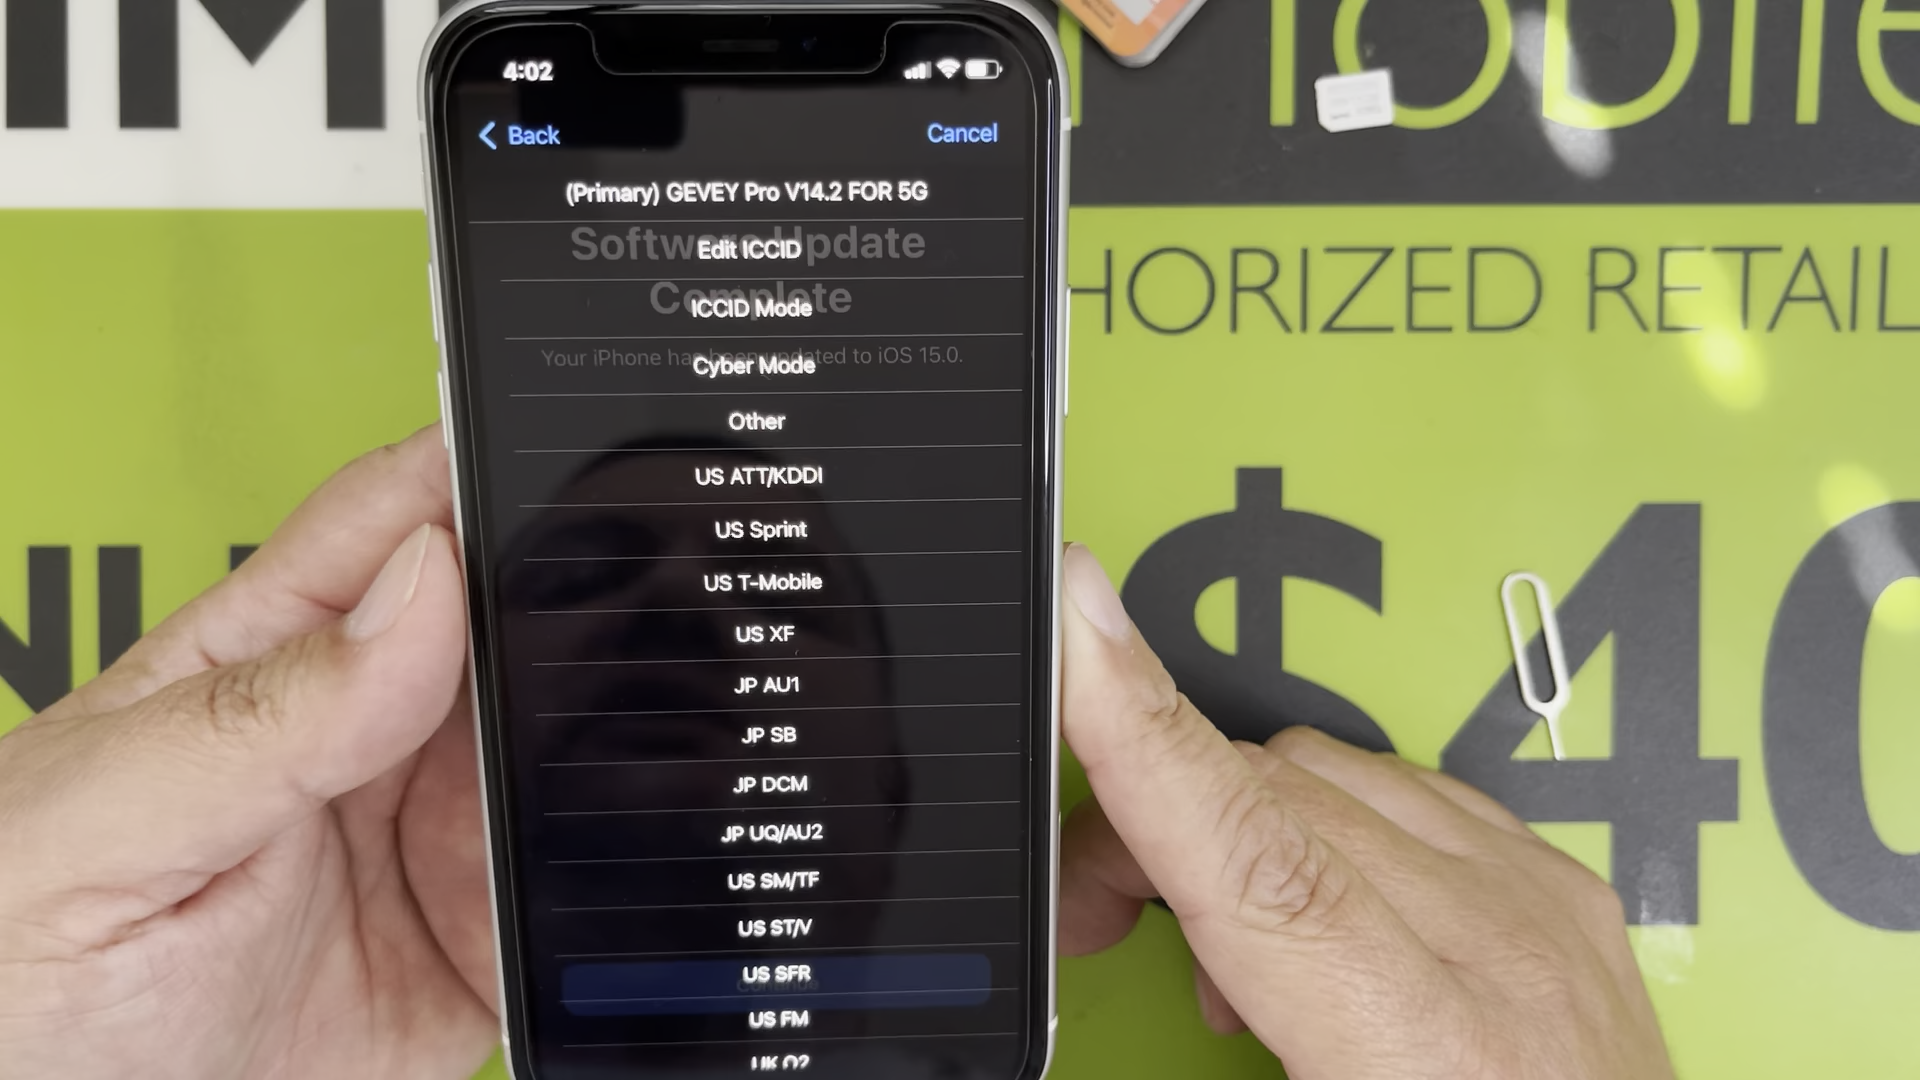 Mobile
4:02
Back
Cancel
(Primary) GEVEY Pro V14.2 FOR 5G
Software Update
Edit ICCID
Complete
ICCID Mode
Your iPhone has been updated to iOS 15.0.
Cyber Mode
Other
US ATT/KDDI
US Sprint
US T-Mobile
US XF
JP AU1
JP SB
JP DCM
JP UQ/AU2
US SM/TF
US ST/V
US SFR
Continue
US FM
UK O2
HORIZED RETAIL
$40